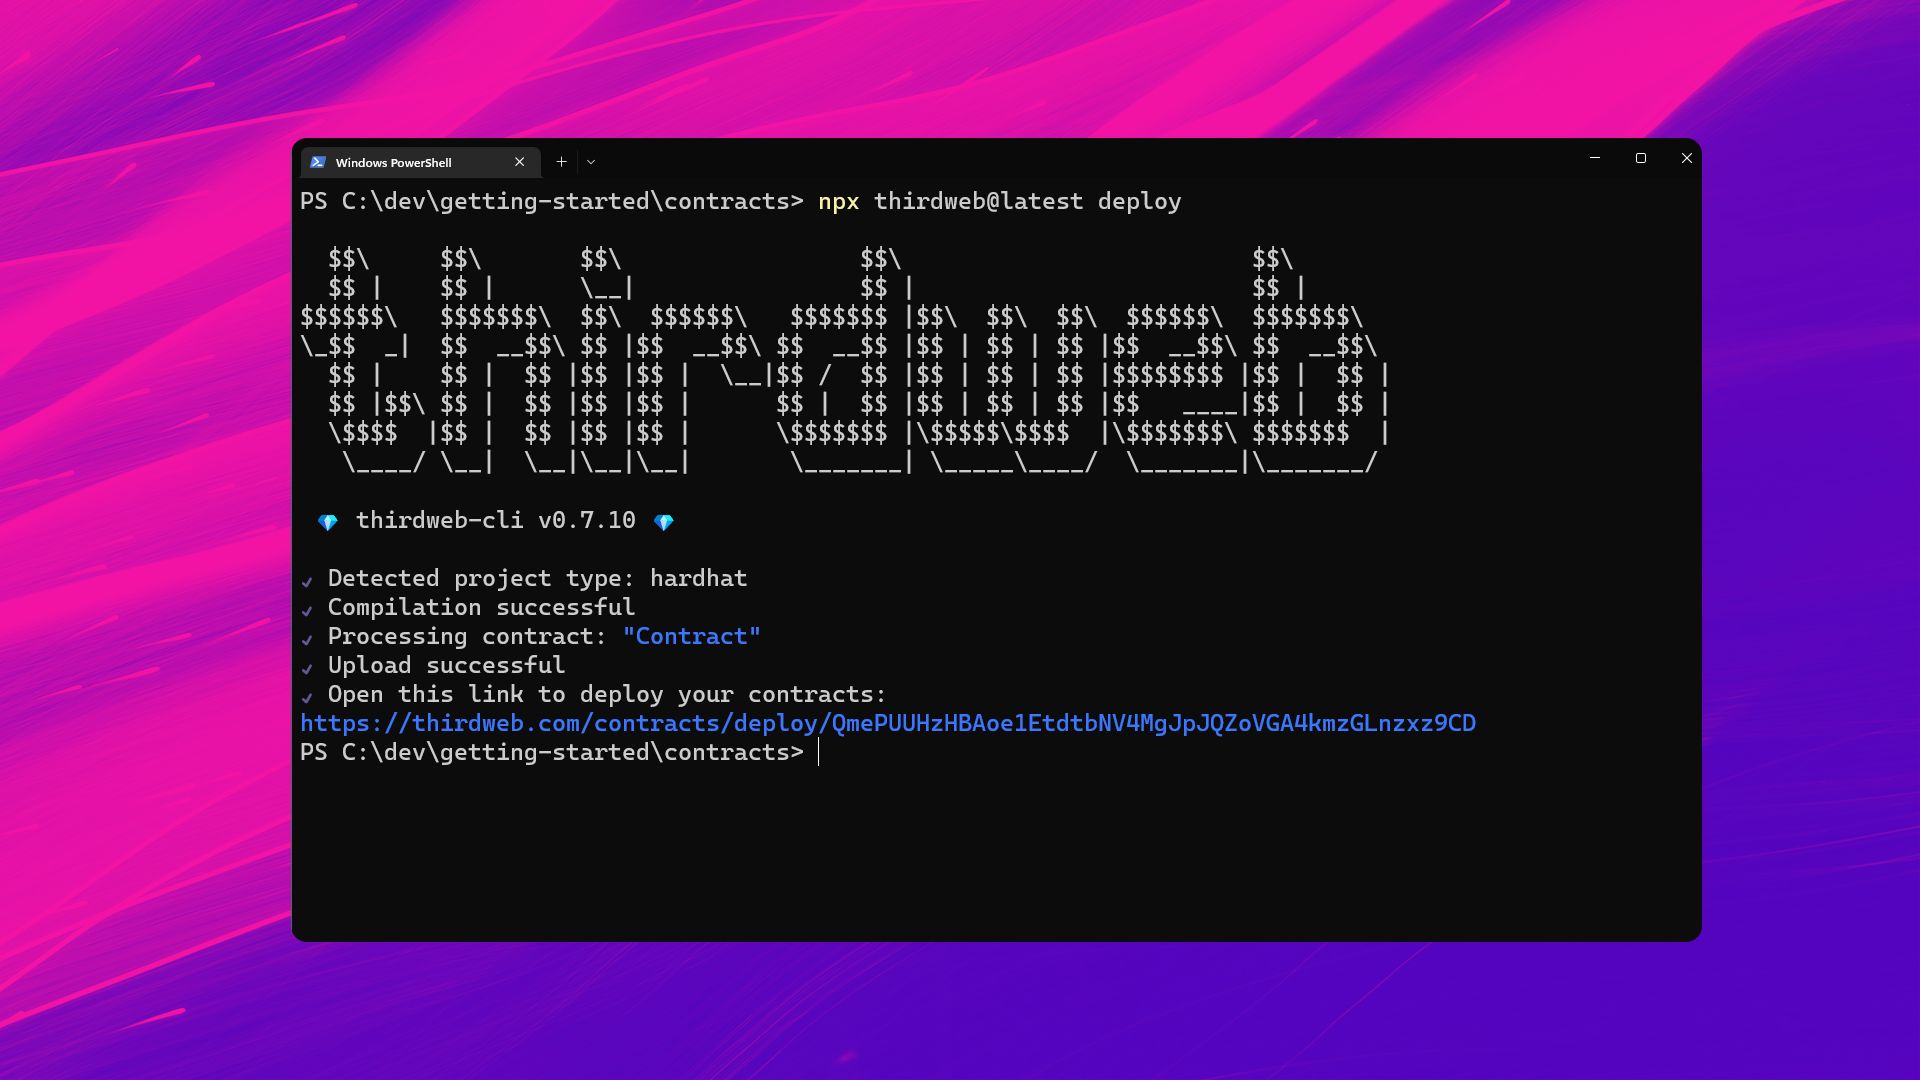 Windows PowerShell
PS C:\dev\getting-started\contracts> npx thirdweb@latest deploy
  $$\     $$\       $$\                 $$\                         $$\
  $$ |    $$ |      \__|                $$ |                        $$ |
$$$$$$\   $$$$$$$\  $$\  $$$$$$\   $$$$$$$ |$$\  $$\  $$\  $$$$$$\  $$$$$$$\
\_$$  _|  $$  __$$\ $$ |$$  __$$\ $$  __$$ |$$ | $$ | $$ |$$  __$$\ $$  __$$\
  $$ |    $$ |  $$ |$$ |$$ |  \__|$$ /  $$ |$$ | $$ | $$ |$$$$$$$$ |$$ |  $$ |
  $$ |$$\ $$ |  $$ |$$ |$$ |      $$ |  $$ |$$ | $$ | $$ |$$   ____|$$ |  $$ |
  \$$$$  |$$ |  $$ |$$ |$$ |      \$$$$$$$ |\$$$$$\$$$$  |\$$$$$$$\ $$$$$$$  |
   \____/ \__|  \__|\__|\__|       \_______| \_____\____/  \_______|\_______/
💎 thirdweb-cli v0.7.10 💎
✓ Detected project type: hardhat
✓ Compilation successful
✓ Processing contract: "Contract"
✓ Upload successful
✓ Open this link to deploy your contracts:
https://thirdweb.com/contracts/deploy/QmePUUHzHBAoe1EtdtbNV4MgJpJQZoVGA4kmzGLnzxz9CD
PS C:\dev\getting-started\contracts>